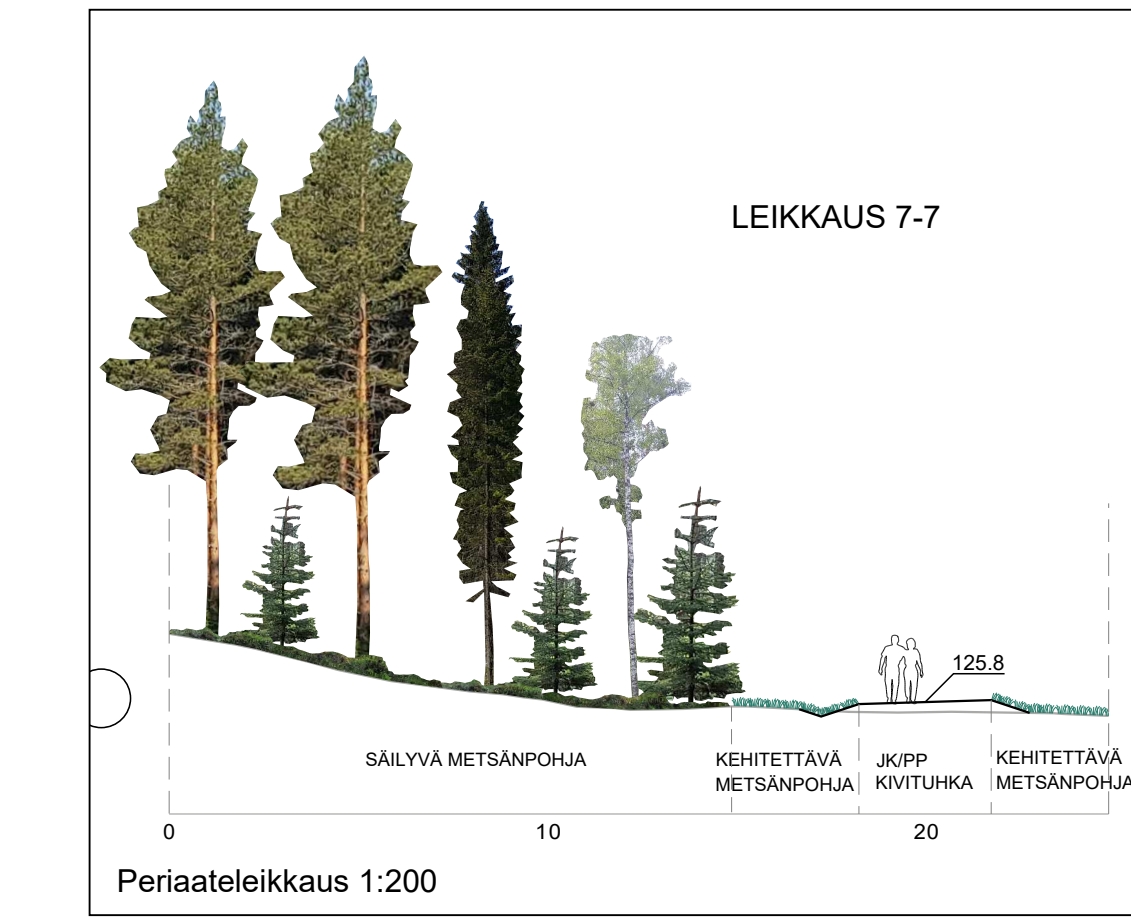 LEIKKAUS 7-7
125.8
SÄILYVÄ METSÄNPOHJA
KEHITETTÄVÄ
METSÄNPOHJA
JK/PP
KIVITUHKA
KEHITETTÄVÄ
METSÄNPOHJA
0
10
20
Periaateleikkaus 1:200